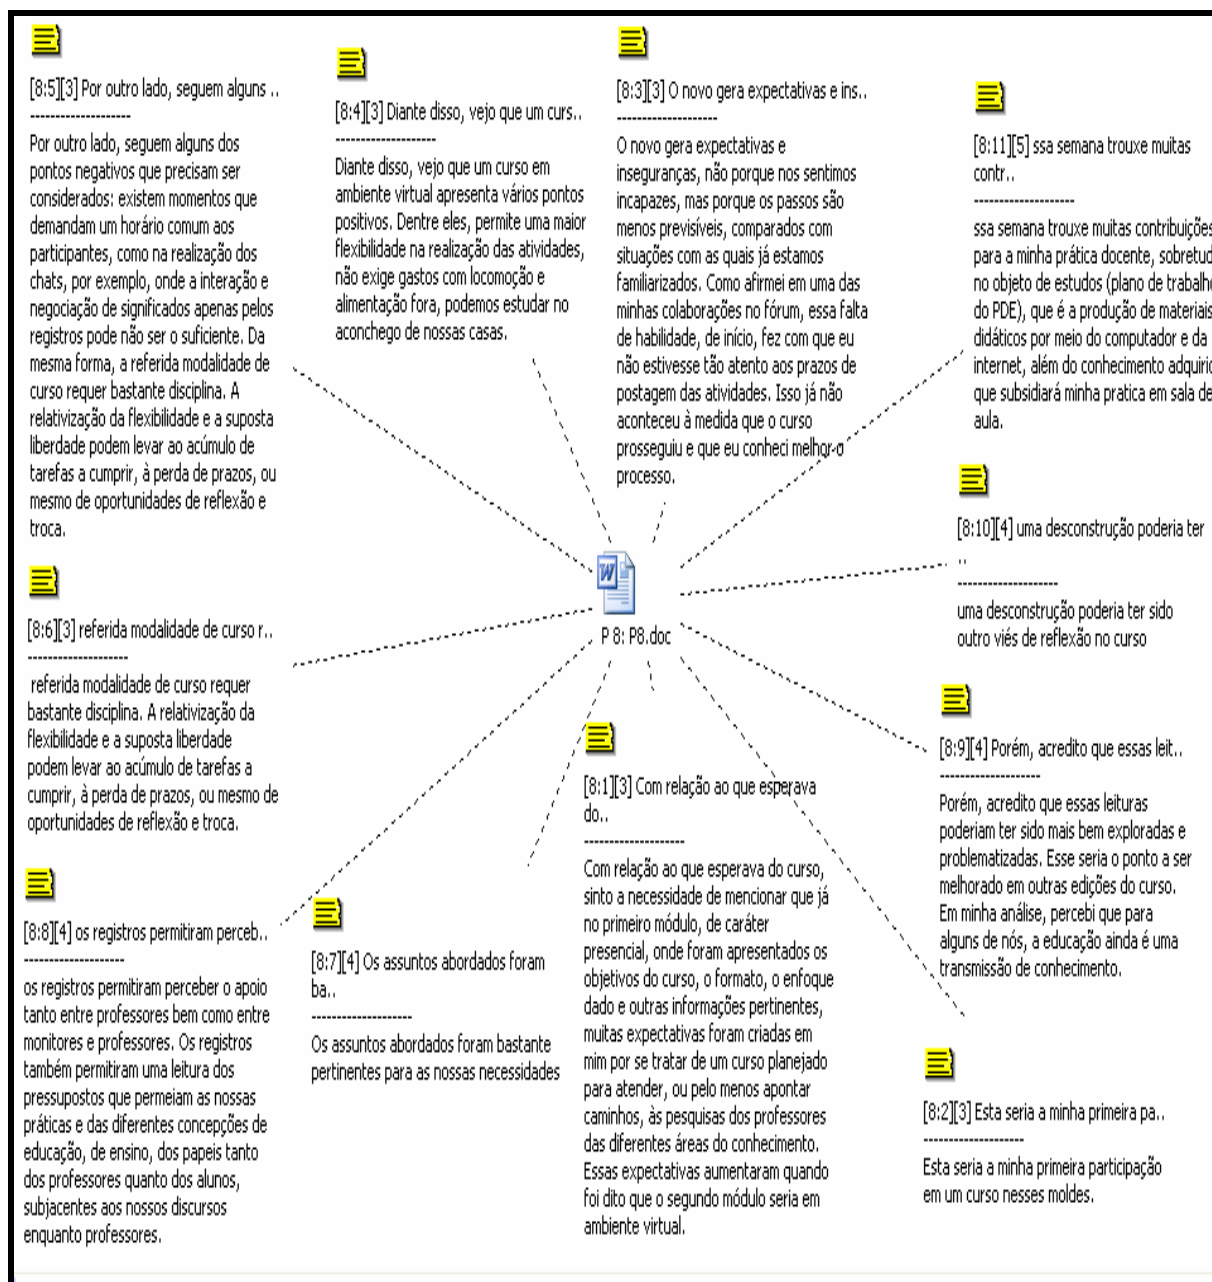 [8:5][3] Por outro lado, seguem alguns ..
--------------------
Por outro lado, seguem alguns dos
pontos negativos que precisam ser
considerados: existem momentos que
demandam um horário comum aos
participantes, como na realização dos
chats, por exemplo, onde a interação e
negociação de significados apenas pelos
registros pode não ser o suficiente. Da
mesma forma, a referida modalidade de
curso requer bastante disciplina. A
relativização da flexibilidade e a suposta
liberdade podem levar ao acúmulo de
tarefas a cumprir, à perda de prazos, ou
mesmo de oportunidades de reflexão e
troca.
[8:4][3] Diante disso, vejo que um curs..
--------------------
Diante disso, vejo que um curso em
ambiente virtual apresenta vários pontos
positivos. Dentre eles, permite uma maior
flexibilidade na realização das atividades,
não exige gastos com locomoção e
alimentação fora, podemos estudar no
aconchego de nossas casas.
[8:3][3] O novo gera expectativas e ins..
--------------------
O novo gera expectativas e
inseguranças, não porque nos sentimos
incapazes, mas porque os passos são
menos previsíveis, comparados com
situações com as quais já estamos
familiarizados. Como afirmei em uma das
minhas colaborações no fórum, essa falta
de habilidade, de início, fez com que eu
não estivesse tão atento aos prazos de
postagem das atividades. Isso já não
aconteceu à medida que o curso
prosseguiu e que eu conheci melhor o
processo.
[8:11][5] ssa semana trouxe muitas
contr..
--------------------
ssa semana trouxe muitas contribuições
para a minha prática docente, sobretud
no objeto de estudos (plano de trabalh
do PDE), que é a produção de materiais
didáticos por meio do computador e da
internet, além do conhecimento adquirid
que subsidiará minha pratica em sala de
aula.
[8:10][4] uma desconstrução poderia ter
..
--------------------
uma desconstrução poderia ter sido
outro viés de reflexão no curso
P 8: P8.doc
[8:6][3] referida modalidade de curso r..
--------------------
referida modalidade de curso requer
bastante disciplina. A relativização da
flexibilidade e a suposta liberdade
podem levar ao acúmulo de tarefas a
cumprir, à perda de prazos, ou mesmo de
oportunidades de reflexão e troca.
[8:9][4] Porém, acredito que essas leit..
--------------------
Porém, acredito que essas leituras
poderiam ter sido mais bem exploradas e
problematizadas. Esse seria o ponto a ser
melhorado em outras edições do curso.
Em minha análise, percebi que para
alguns de nós, a educação ainda é uma
transmissão de conhecimento.
[8:1][3] Com relação ao que esperava
do..
--------------------
Com relação ao que esperava do curso,
sinto a necessidade de mencionar que já
no primeiro módulo, de caráter
presencial, onde foram apresentados os
objetivos do curso, o formato, o enfoque
dado e outras informações pertinentes,
muitas expectativas foram criadas em
mim por se tratar de um curso planejado
para atender, ou pelo menos apontar
caminhos, às pesquisas dos professores
das diferentes áreas do conhecimento.
Essas expectativas aumentaram quando
foi dito que o segundo módulo seria em
ambiente virtual.
[8:8][4] os registros permitiram perceb..
--------------------
os registros permitiram perceber o apoio
tanto entre professores bem como entre
monitores e professores. Os registros
também permitiram uma leitura dos
pressupostos que permeiam as nossas
práticas e das diferentes concepções de
educação, de ensino, dos papeis tanto
dos professores quanto dos alunos,
subjacentes aos nossos discursos
enquanto professores.
[8:7][4] Os assuntos abordados foram
ba..
--------------------
Os assuntos abordados foram bastante
pertinentes para as nossas necessidades
[8:2][3] Esta seria a minha primeira pa..
--------------------
Esta seria a minha primeira participação
em um curso nesses moldes.